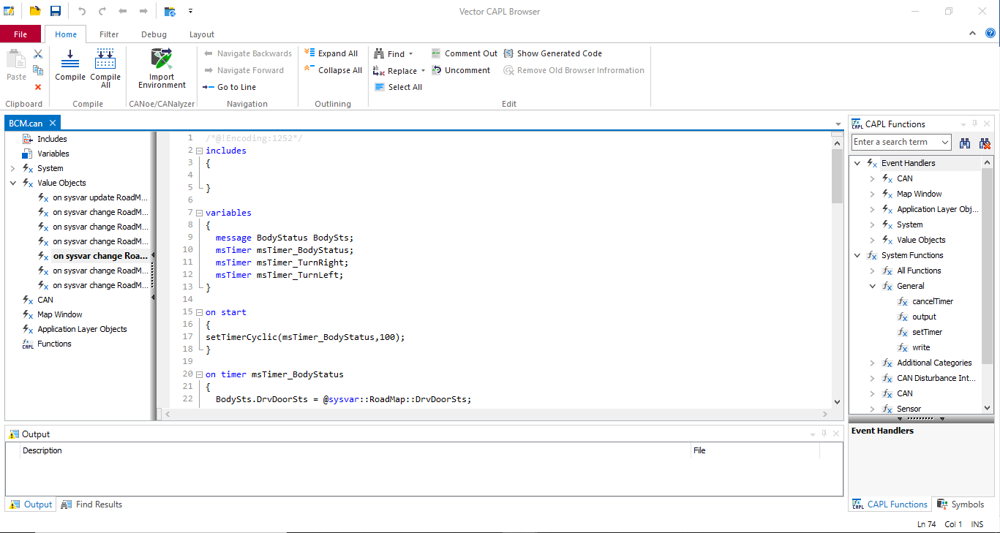 Vector CAPL Browser
File Home Filter Debug Layout
Paste
Compile
Compile All
Import Environment
Navigate Backwards
Navigate Forward
Go to Line
Expand All
Collapse All
Find
Replace
Select All
Comment Out
Uncomment
Show Generated Code
Remove Old Browser Infrormation
Clipboard Compile CANoe/CANalyzer Navigation Outlining Edit
BCM.can
Includes
Variables
System
Value Objects
on sysvar update RoadM...
on sysvar change RoadM...
on sysvar change RoadM...
on sysvar change RoadM...
on sysvar change Roa...
on sysvar change RoadM...
on sysvar change RoadM...
CAN
Map Window
Application Layer Objects
Functions
1 /*@!Encoding:1252*/
2 includes
3 {
4
5 }
6
7 variables
8 {
9 message BodyStatus BodySts;
10 msTimer msTimer_BodyStatus;
11 msTimer msTimer_TurnRight;
12 msTimer msTimer_TurnLeft;
13 }
14
15 on start
16 {
17 setTimerCyclic(msTimer_BodyStatus,100);
18 }
19
20 on timer msTimer_BodyStatus
21 {
22 BodySts.DrvDoorSts = @sysvar::RoadMap::DrvDoorSts;
CAPL Functions
Enter a search term
Event Handlers
CAN
Map Window
Application Layer Obj...
System
Value Objects
System Functions
All Functions
General
cancelTimer
output
setTimer
write
Additional Categories
CAN Disturbance Int...
CAN
Sensor
Event Handlers
CAPL Functions Symbols
Output
Description File
Output Find Results
Ln 74 Col 1 INS